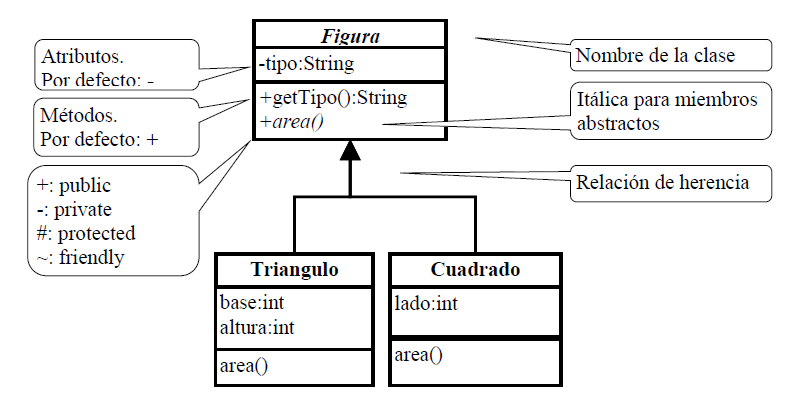 Figura
-tipo:String
+getTipo():String
+area()
Atributos.
Por defecto: -
Métodos.
Por defecto: +
+: public
-: private
#: protected
~: friendly
Nombre de la clase
Itálica para miembros
abstractos
Relación de herencia
Triangulo
base:int
altura:int
area()
Cuadrado
lado:int
area()